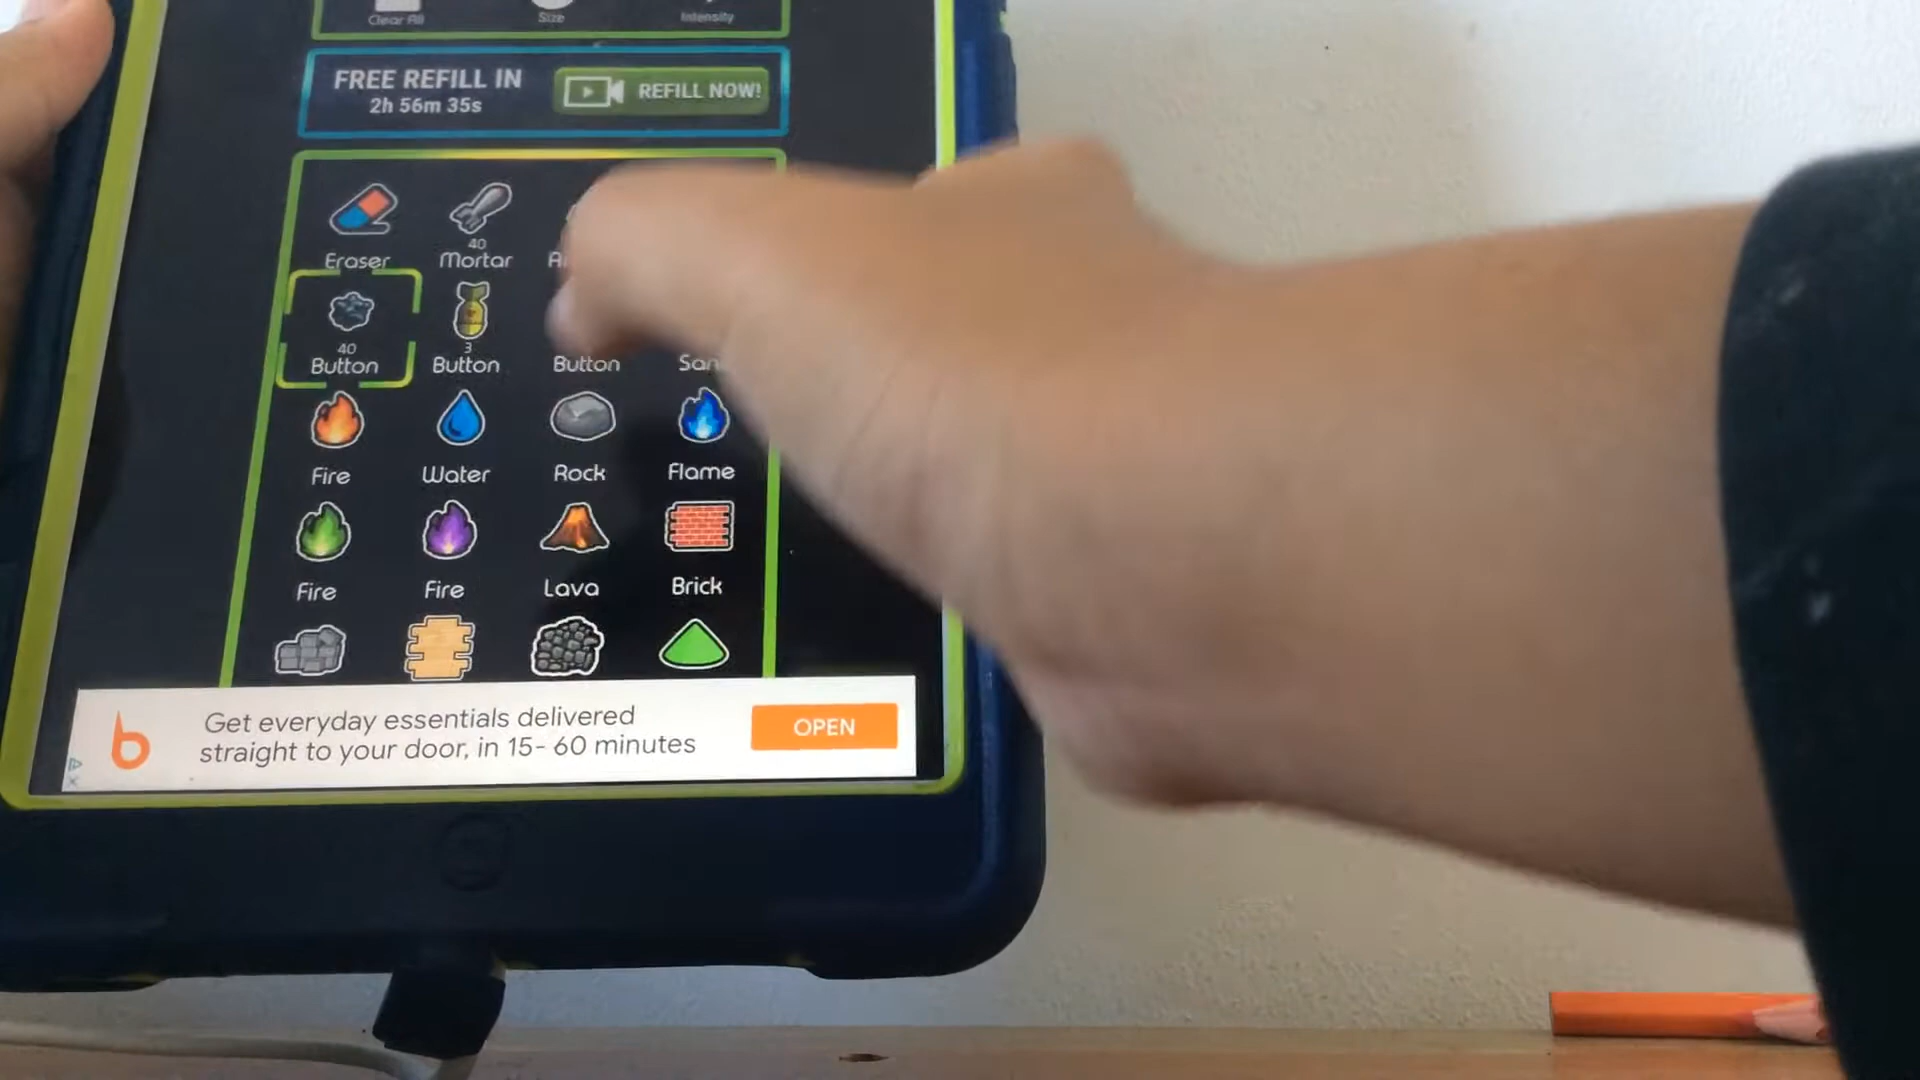 Clear All Size Intensity
FREE REFILL IN
2h 56m 35s
REFILL NOW!
40
Eraser Mortar
40 3
Button Button Button
Fire Water Rock Flame
Fire Fire Lava Brick
b
Get everyday essentials delivered
straight to your door, in 15- 60 minutes
OPEN